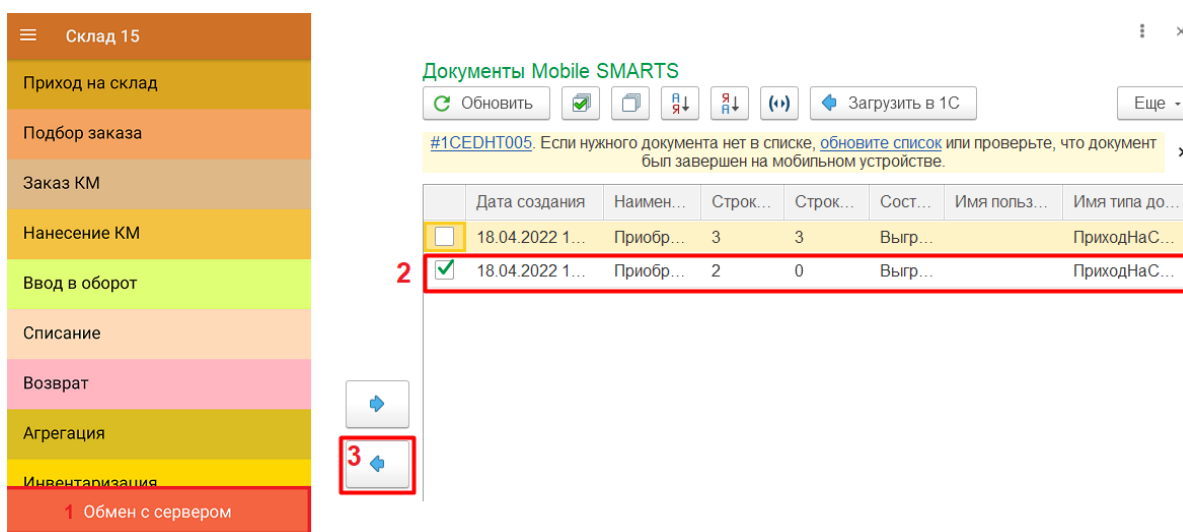 Склад 15
Приход на склад
Подбор заказа
Заказ КМ
Нанесение КМ
Ввод в оборот
Списание
Возврат
Агрегация
Инвентаризация
1 Обмен с сервером
Документы Mobile SMARTS
Обновить Загрузить в 1С Еще
#1CEDHT005. Если нужного документа нет в списке, обновите список или проверьте, что документ
был завершен на мобильном устройстве.
Дата создания Наимен... Строк... Строк... Сост... Имя польз... Имя типа до...
18.04.2022 1... Приобр... 3 3 Выгр... ПриходНаС...
2 18.04.2022 1... Приобр... 2 0 Выгр... ПриходНаС...
3